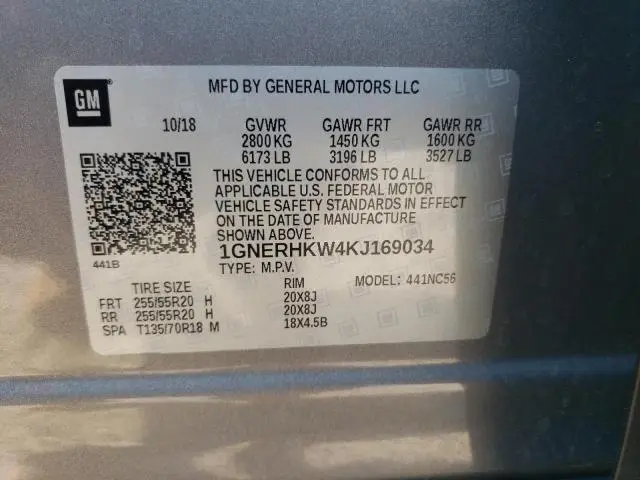 GM
MFD BY GENERAL MOTORS LLC
10/18 GVWR GAWR FRT GAWR RR
2800 KG 1450 KG 1600 KG
6173 LB 3196 LB 3527 LB
THIS VEHICLE CONFORMS TO ALL
APPLICABLE U.S. FEDERAL MOTOR
VEHICLE SAFETY STANDARDS IN EFFECT
ON THE DATE OF MANUFACTURE
SHOWN ABOVE.
441B
1GNERHKW4KJ169034
TYPE: M.P.V. MODEL: 441NC56
TIRE SIZE RIM
FRT 255/55R20 H 20X8J
RR 255/55R20 H 20X8J
SPA T135/70R18 M 18X4.5B